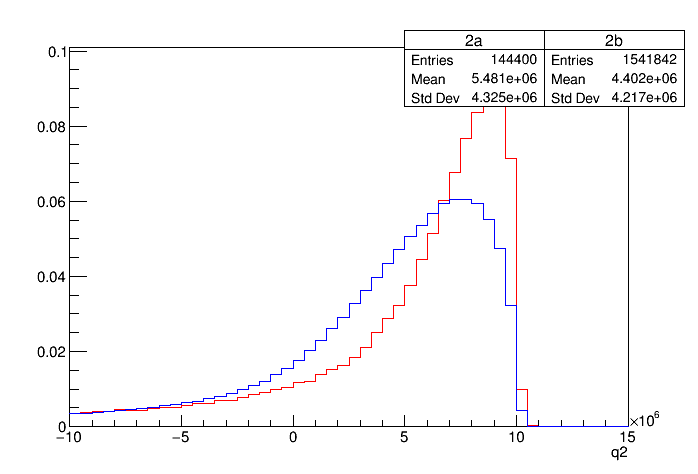 2a 2b
Entries 144400 Entries 1541842
Mean 5.481e+06 Mean 4.402e+06
Std Dev 4.325e+06 Std Dev 4.217e+06
0.1
0.08
0.06
0.04
0.02
0
−10 −5 0 5 10 15
×10⁶
q2